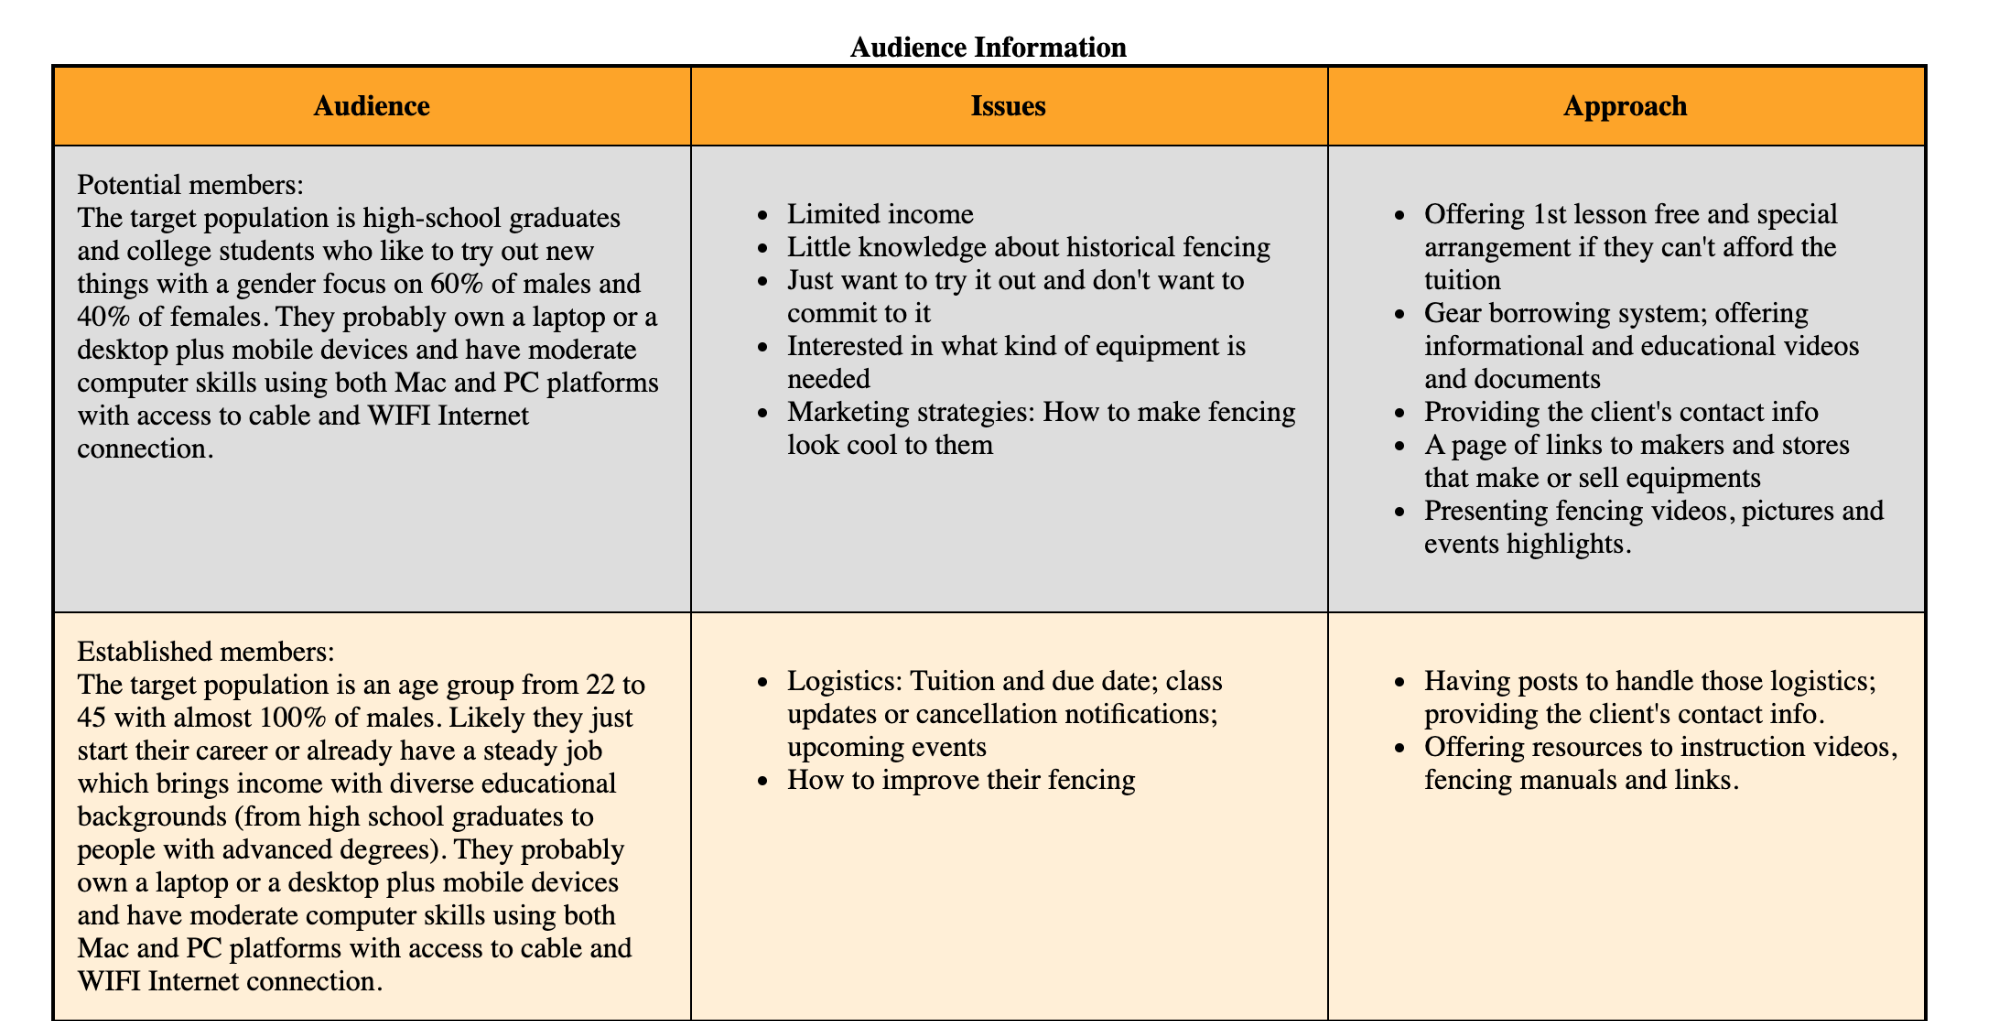 Audience Information
Audience
Issues
Approach
Potential members:
The target population is high-school graduates
and college students who like to try out new
things with a gender focus on 60% of males and
40% of females. They probably own a laptop or a
desktop plus mobile devices and have moderate
computer skills using both Mac and PC platforms
with access to cable and WIFI Internet
connection.
• Limited income
• Little knowledge about historical fencing
• Just want to try it out and don't want to
commit to it
• Interested in what kind of equipment is
needed
• Marketing strategies: How to make fencing
look cool to them
• Offering 1st lesson free and special
arrangement if they can't afford the
tuition
• Gear borrowing system; offering
informational and educational videos
and documents
• Providing the client's contact info
• A page of links to makers and stores
that make or sell equipments
• Presenting fencing videos, pictures and
events highlights.
Established members:
The target population is an age group from 22 to
45 with almost 100% of males. Likely they just
start their career or already have a steady job
which brings income with diverse educational
backgrounds (from high school graduates to
people with advanced degrees). They probably
own a laptop or a desktop plus mobile devices
and have moderate computer skills using both
Mac and PC platforms with access to cable and
WIFI Internet connection.
• Logistics: Tuition and due date; class
updates or cancellation notifications;
upcoming events
• How to improve their fencing
• Having posts to handle those logistics;
providing the client's contact info.
• Offering resources to instruction videos,
fencing manuals and links.